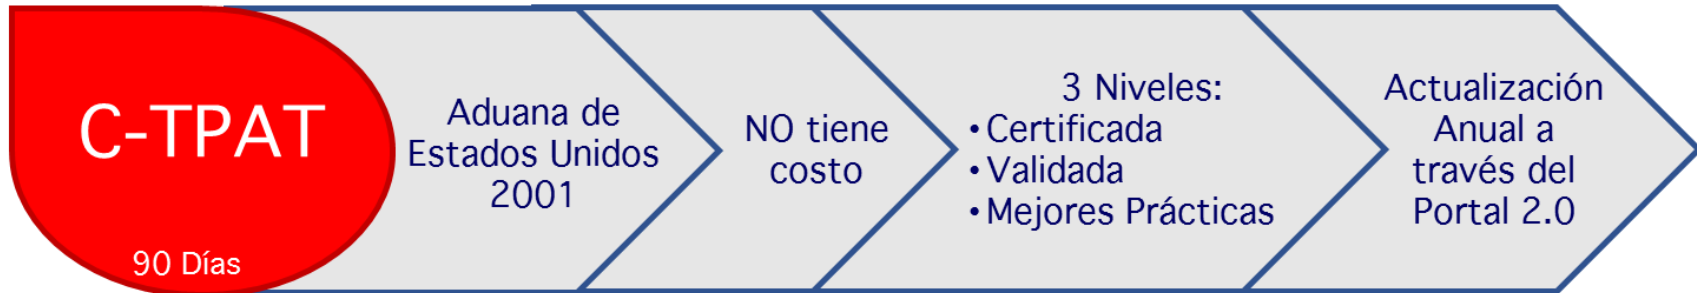 C-TPAT
90 Días
Aduana de
Estados Unidos
2001
NO tiene
costo
3 Niveles:
• Certificada
• Validada
• Mejores Prácticas
Actualización
Anual a
través del
Portal 2.0